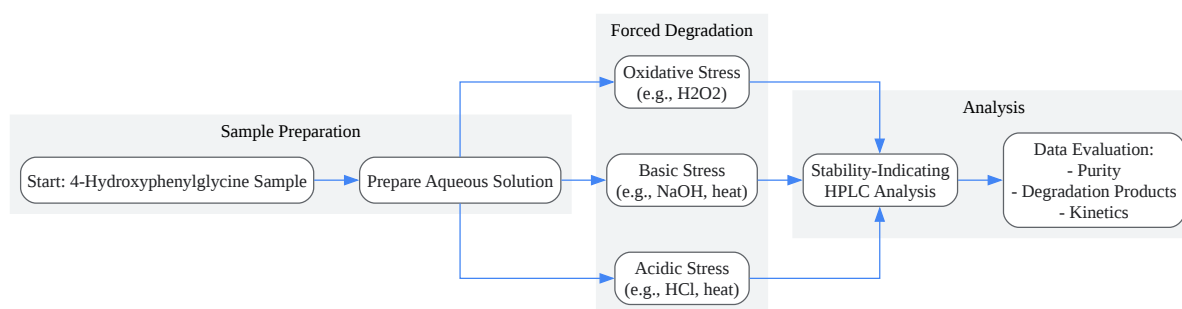 Forced Degradation
Oxidative Stress
(e.g., H2O2)
Sample Preparation
Analysis
Start: 4-Hydroxyphenylglycine Sample
Prepare Aqueous Solution
Basic Stress
(e.g., NaOH, heat)
Stability-Indicating
HPLC Analysis
Data Evaluation:
- Purity
- Degradation Products
- Kinetics
Acidic Stress
(e.g., HCl, heat)